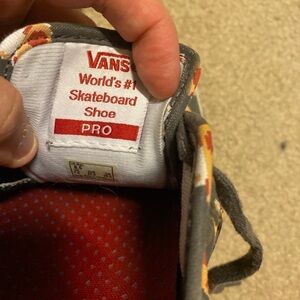 VANS
World's #1
Skateboard
Shoe
PRO